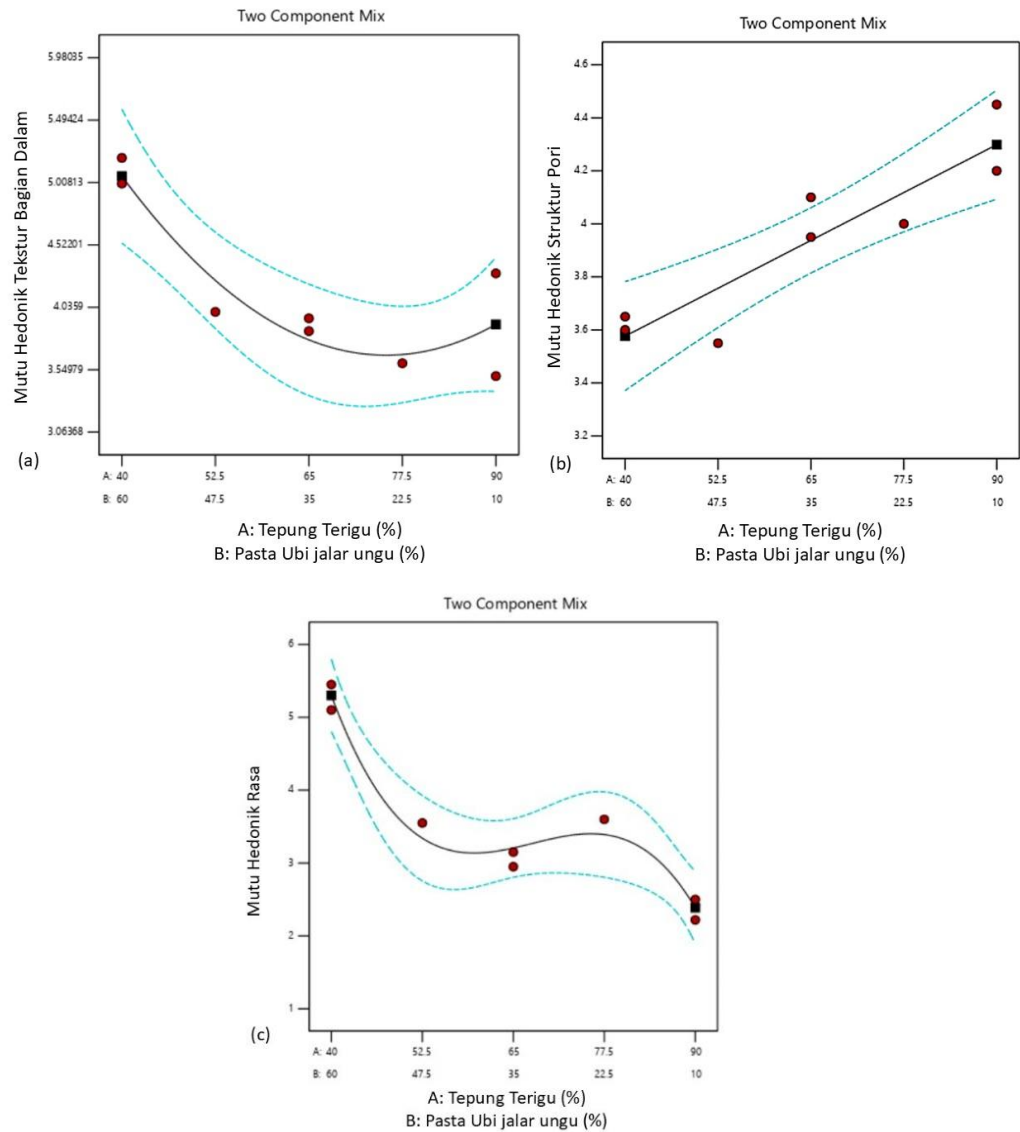 Two Component Mix
5.98035
5.49424
5.00813
4.52201
4.0359
3.54979
3.06368
Mutu Hedonik Tekstur Bagian Dalam
(a)
A: 40 52.5 65 77.5 90
B: 60 47.5 35 22.5 10
A: Tepung Terigu (%)
B: Pasta Ubi jalar ungu (%)
Two Component Mix
4.6
4.4
4.2
4
3.8
3.6
3.4
3.2
Mutu Hedonik Struktur Pori
(b)
A: 40 52.5 65 77.5 90
B: 60 47.5 35 22.5 10
A: Tepung Terigu (%)
B: Pasta Ubi jalar ungu (%)
Two Component Mix
6
5
4
3
2
1
Mutu Hedonik Rasa
(c)
A: 40 52.5 65 77.5 90
B: 60 47.5 35 22.5 10
A: Tepung Terigu (%)
B: Pasta Ubi jalar ungu (%)